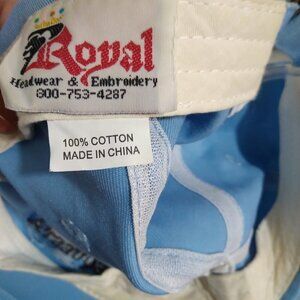 Royal
Headwear & Embroidery
800-753-4287
100% COTTON
MADE IN CHINA